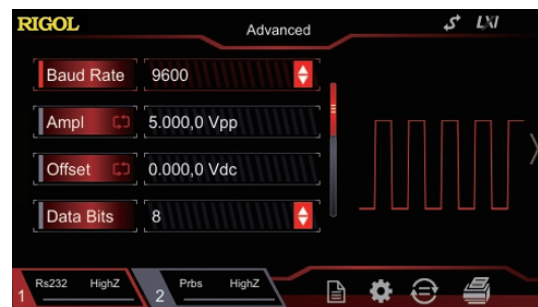 RIGOL Advanced LXI
Baud Rate 9600
Ampl 5.000,0 Vpp
Offset 0.000,0 Vdc
Data Bits 8
1 Rs232 HighZ 2 Prbs HighZ